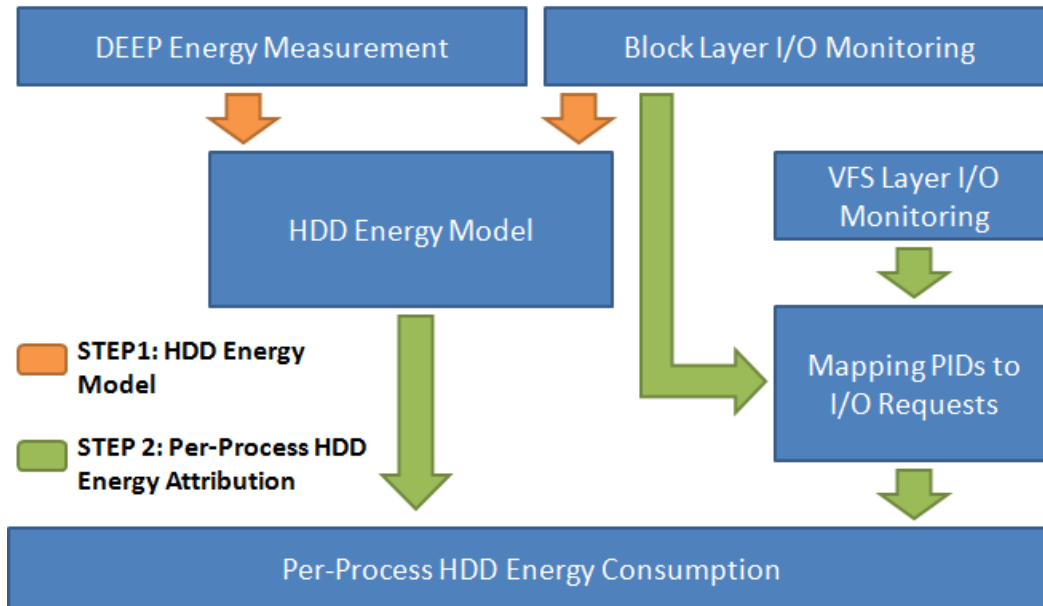 DEEP Energy Measurement
Block Layer I/O Monitoring
HDD Energy Model
VFS Layer I/O
Monitoring
STEP1: HDD Energy
Model
Mapping PIDs to
I/O Requests
STEP 2: Per-Process HDD
Energy Attribution
Per-Process HDD Energy Consumption